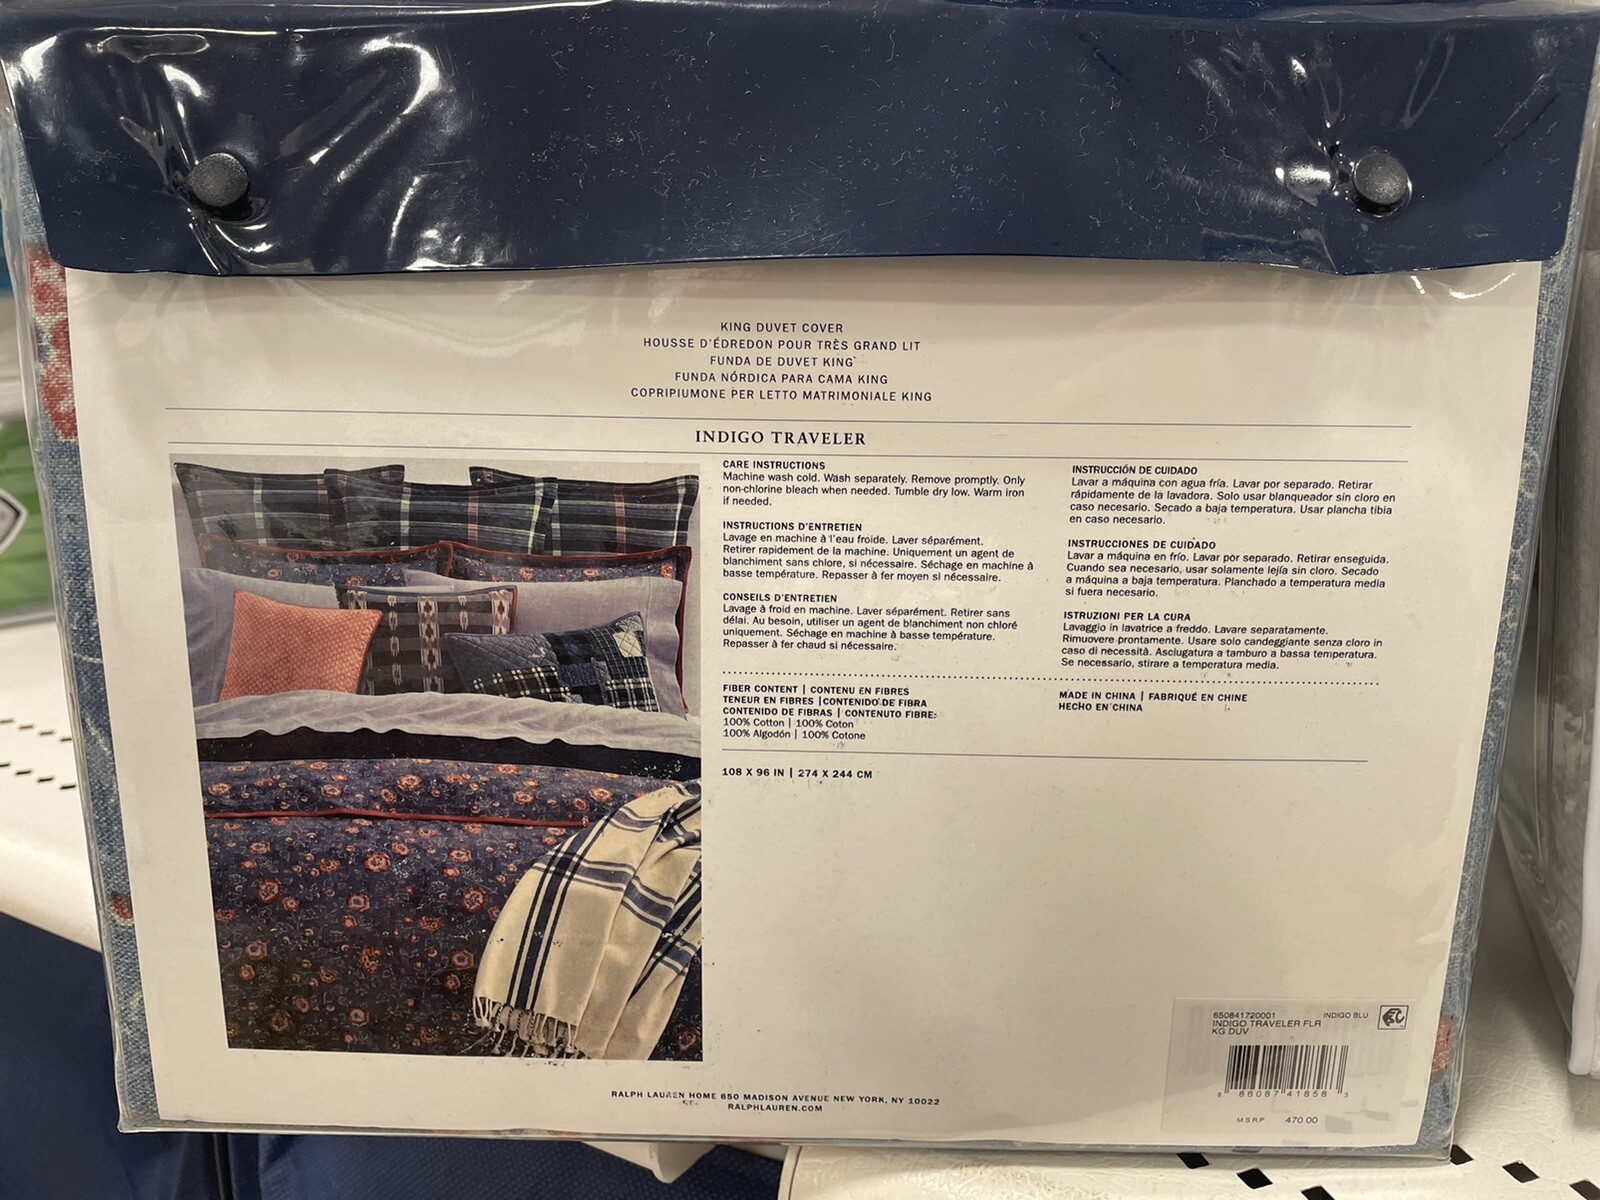 KING DUVET COVER
HOUSSE D'ÉDREDON POUR TRÈS GRAND LIT
FUNDA DE DUVET KING
FUNDA NÓRDICA PARA CAMA KING
COPRIPIUMONE PER LETTO MATRIMONIALE KING
INDIGO TRAVELER
CARE INSTRUCTIONS
Machine wash cold. Wash separately. Remove promptly. Only
non-chlorine bleach when needed. Tumble dry low. Warm iron
if needed.
INSTRUCTIONS D'ENTRETIEN
Lavage en machine à l'eau froide. Laver séparément.
Retirer rapidement de la machine. Uniquement un agent de
blanchiment sans chlore, si nécessaire. Séchage en machine à
basse température. Repasser à fer moyen si nécessaire.
CONSEILS D'ENTRETIEN
Lavage à froid en machine. Laver séparément. Retirer sans
délai. Au besoin, utiliser un agent de blanchiment non chloré
uniquement. Séchage en machine à basse température.
Repasser à fer chaud si nécessaire.
INSTRUCCIÓN DE CUIDADO
Lavar a máquina con agua fría. Lavar por separado. Retirar
rápidamente de la lavadora. Solo usar blanqueador sin cloro en
caso necesario. Secado a baja temperatura. Usar plancha tibia
en caso necesario.
INSTRUCCIONES DE CUIDADO
Lavar a máquina en frío. Lavar por separado. Retirar enseguida.
Cuando sea necesario, usar solamente lejía sin cloro. Secado
a máquina a baja temperatura. Planchado a temperatura media
si fuera necesario.
ISTRUZIONI PER LA CURA
Lavaggio in lavatrice a freddo. Lavare separatamente.
Rimuovere prontamente. Usare solo candeggiante senza cloro in
caso di necessità. Asciugatura a tamburo a bassa temperatura.
Se necessario, stirare a temperatura media.
FIBER CONTENT | CONTENU EN FIBRES
TENEUR EN FIBRES | CONTENIDO DE FIBRA
CONTENIDO DE FIBRAS | CONTENUTO FIBRE:
100% Cotton | 100% Coton
100% Algodón | 100% Cotone
MADE IN CHINA | FABRIQUÉ EN CHINE
HECHO EN CHINA
108 X 96 IN | 274 X 244 CM
650841720001 INDIGO BLU
INDIGO TRAVELER FLR
KG DUV
8 86087 41858 3
M.S.R.P 470.00
RALPH LAUREN HOME 650 MADISON AVENUE NEW YORK, NY 10022
RALPHLAUREN.COM